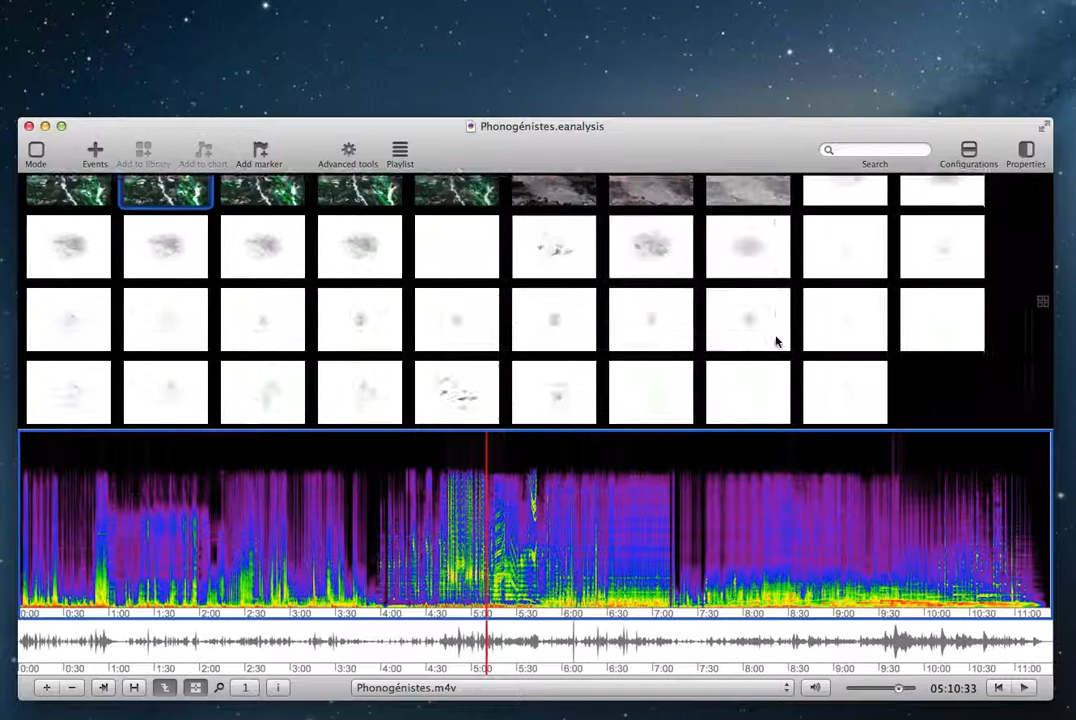 Phonogénistes.eanalysis
Mode Events Add to library Add to chart Add marker Advanced tools Playlist Search Configurations Properties
0:00 0:30 1:00 1:30 2:00 2:30 3:00 3:30 4:00 4:30 5:00 5:30 6:00 6:30 7:00 7:30 8:00 8:30 9:00 9:30 10:00 10:30 11:00
0:00 0:30 1:00 1:30 2:00 2:30 3:00 3:30 4:00 4:30 5:00 5:30 6:00 6:30 7:00 7:30 8:00 8:30 9:00 9:30 10:00 10:30 11:00
1 i Phonogénistes.m4v 05:10:33